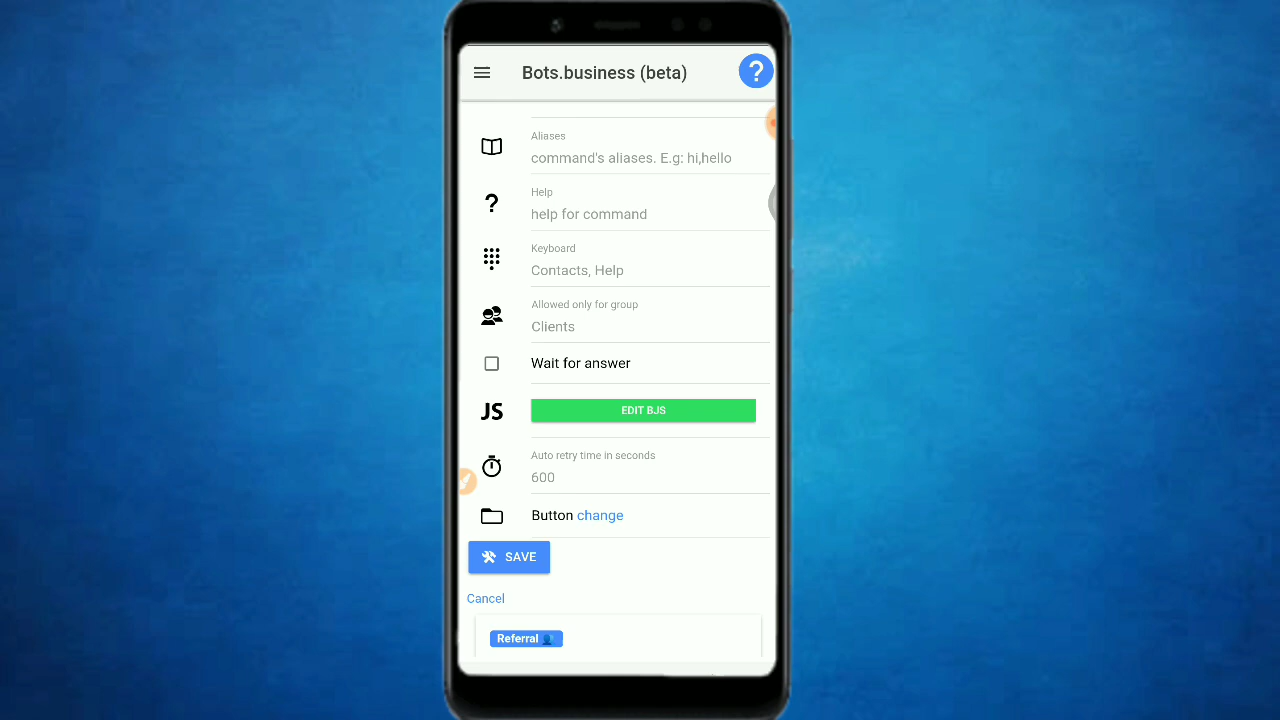 Bots.business (beta)
?
Aliases
command's aliases. E.g: hi,hello
Help
help for command
Keyboard
Contacts, Help
Allowed only for group
Clients
Wait for answer
JS
EDIT BJS
Auto retry time in seconds
600
Button change
SAVE
Cancel
Referral 👥